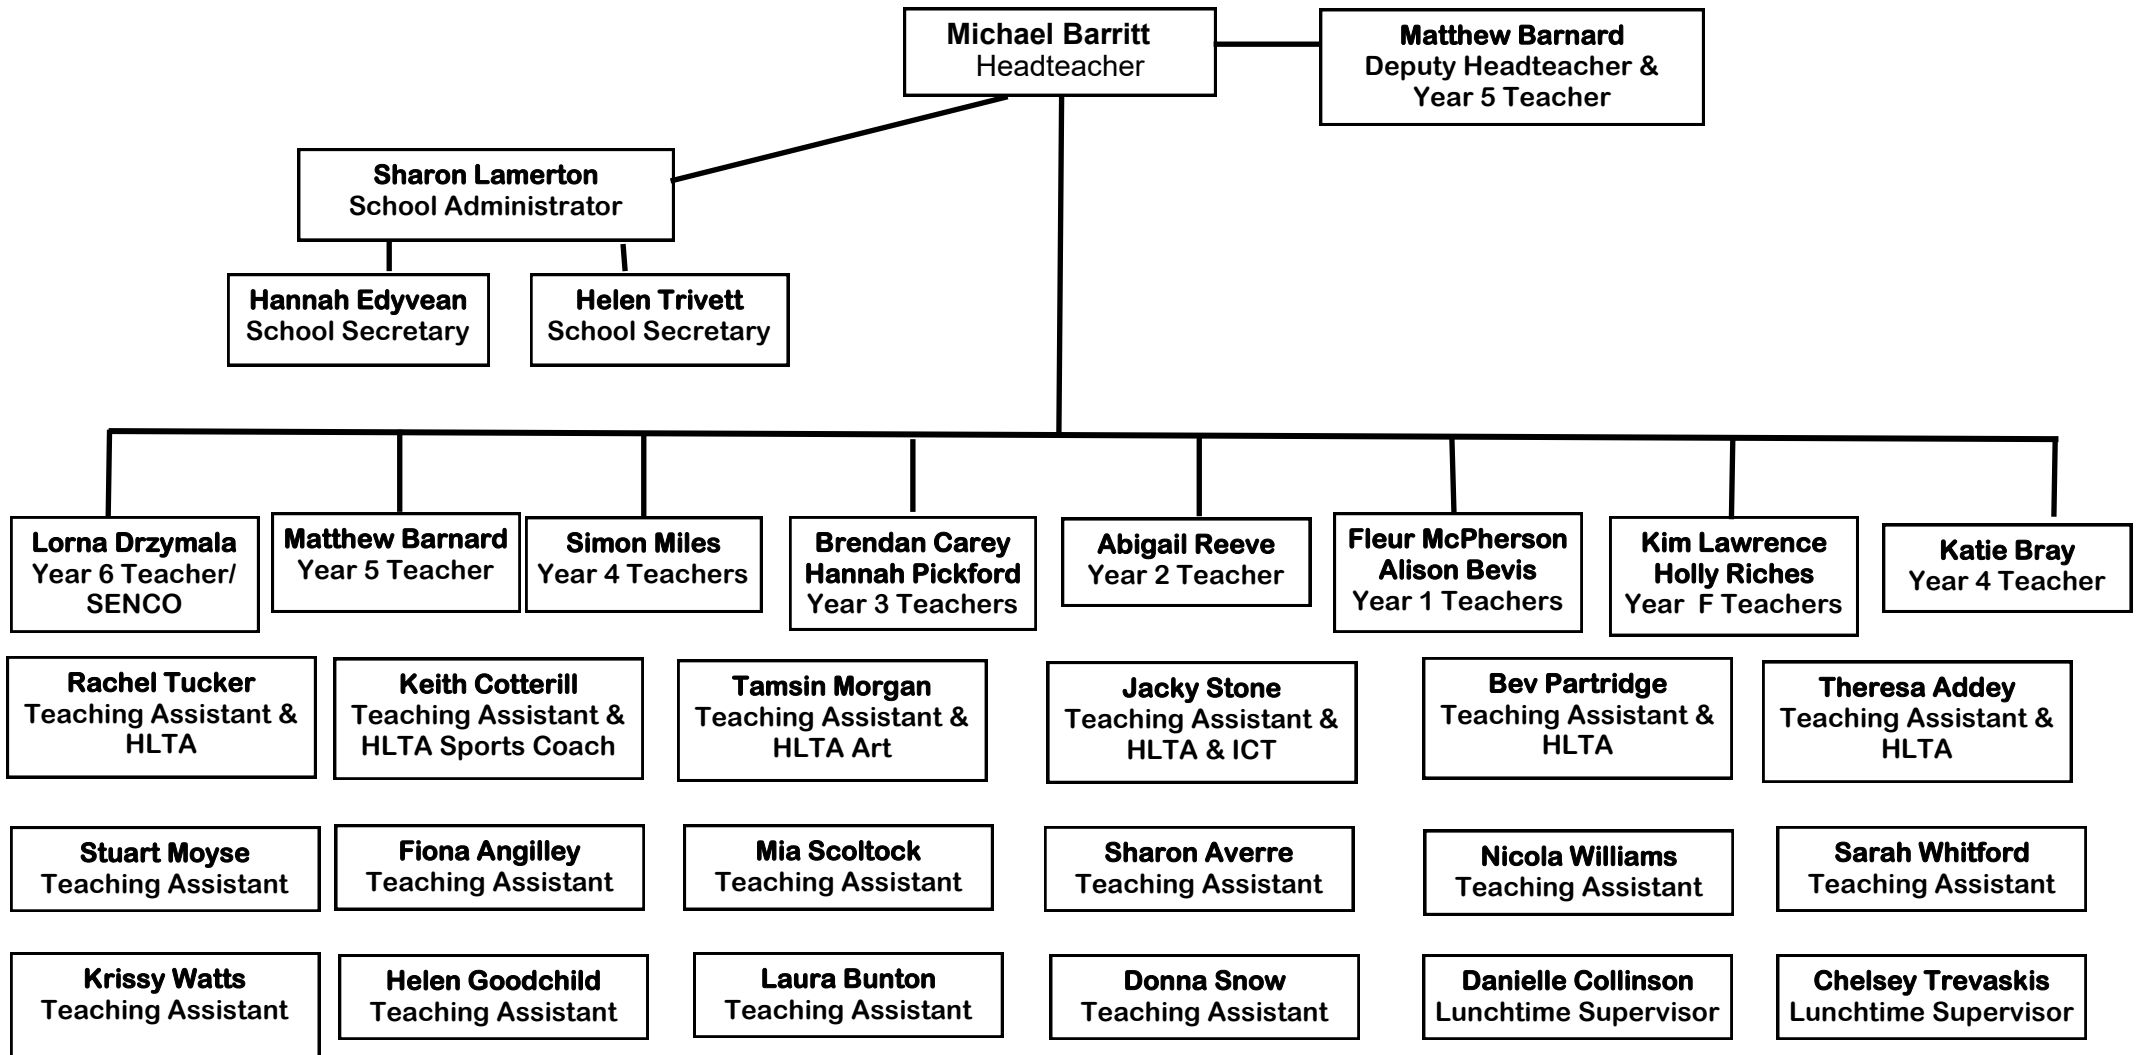 Michael Barritt
Headteacher
Matthew Barnard
Deputy Headteacher &
Year 5 Teacher
Sharon Lamerton
School Administrator
Hannah Edyvean
School Secretary
Helen Trivett
School Secretary
Lorna Drzymala
Year 6 Teacher/
SENCO
Matthew Barnard
Year 5 Teacher
Simon Miles
Year 4 Teachers
Brendan Carey
Hannah Pickford
Year 3 Teachers
Abigail Reeve
Year 2 Teacher
Fleur McPherson
Alison Bevis
Year 1 Teachers
Kim Lawrence
Holly Riches
Year  F Teachers
Katie Bray
Year 4 Teacher
Rachel Tucker
Teaching Assistant &
HLTA
Keith Cotterill
Teaching Assistant &
HLTA Sports Coach
Tamsin Morgan
Teaching Assistant &
HLTA Art
Jacky Stone
Teaching Assistant &
HLTA & ICT
Bev Partridge
Teaching Assistant &
HLTA
Theresa Addey
Teaching Assistant &
HLTA
Stuart Moyse
Teaching Assistant
Fiona Angilley
Teaching Assistant
Mia Scoltock
Teaching Assistant
Sharon Averre
Teaching Assistant
Nicola Williams
Teaching Assistant
Sarah Whitford
Teaching Assistant
Krissy Watts
Teaching Assistant
Helen Goodchild
Teaching Assistant
Laura Bunton
Teaching Assistant
Donna Snow
Teaching Assistant
Danielle Collinson
Lunchtime Supervisor
Chelsey Trevaskis
Lunchtime Supervisor